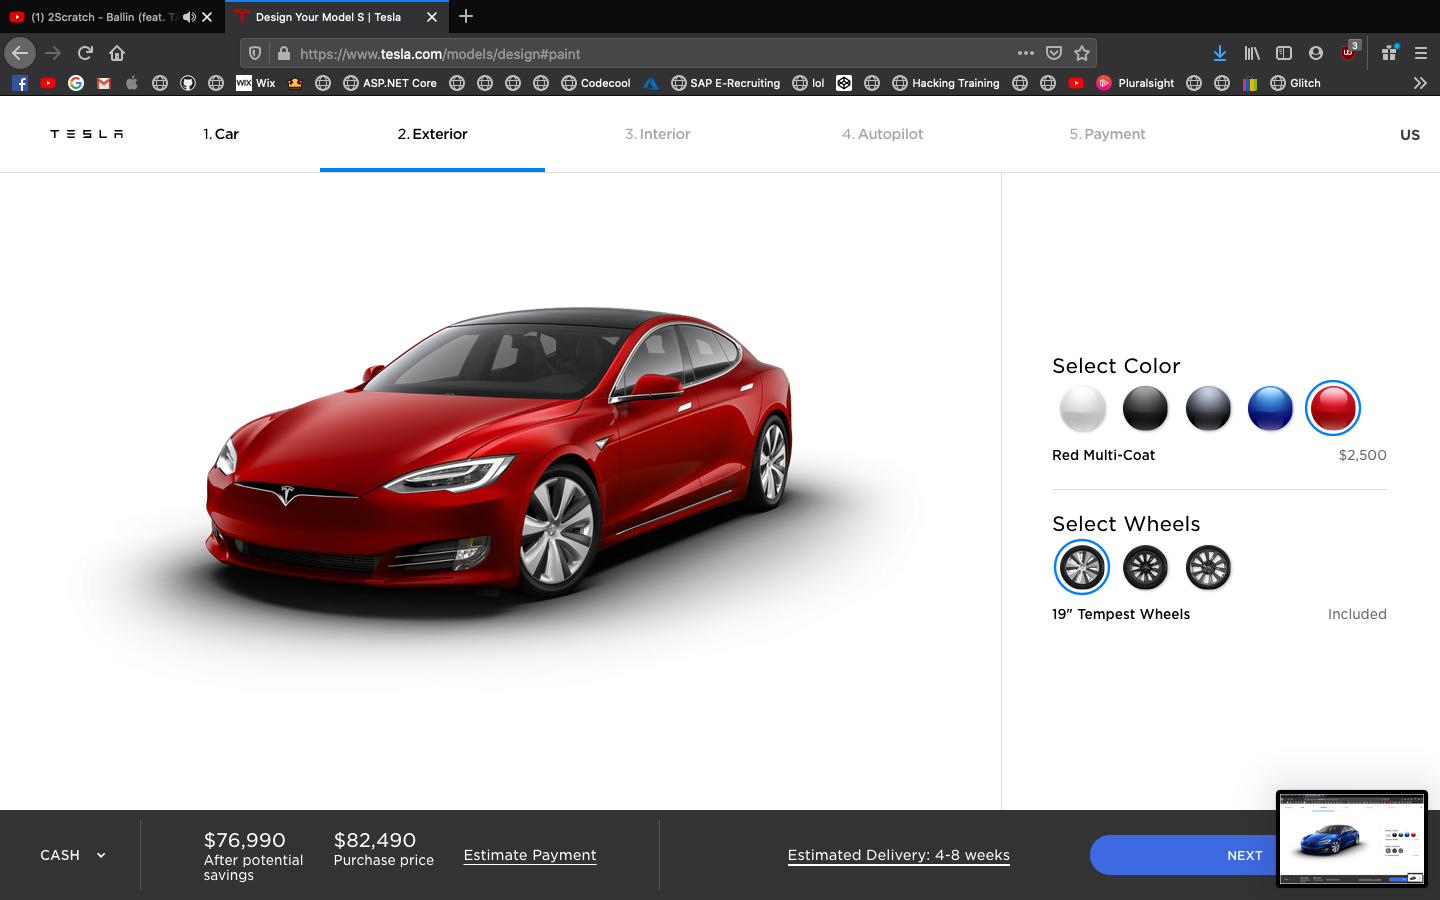 (1) 2Scratch - Ballin (feat. TA
Design Your Model S | Tesla
https://www.tesla.com/models/design#paint
3
Wix
ASP.NET Core
Codecool
SAP E-Recruiting
lol
Hacking Training
Pluralsight
Glitch
TESLA
1. Car
2. Exterior
3. Interior
4. Autopilot
5. Payment
US
Select Color
Red Multi-Coat
$2,500
Select Wheels
19" Tempest Wheels
Included
CASH
$76,990
After potential
savings
$82,490
Purchase price
Estimate Payment
Estimated Delivery: 4-8 weeks
NEXT